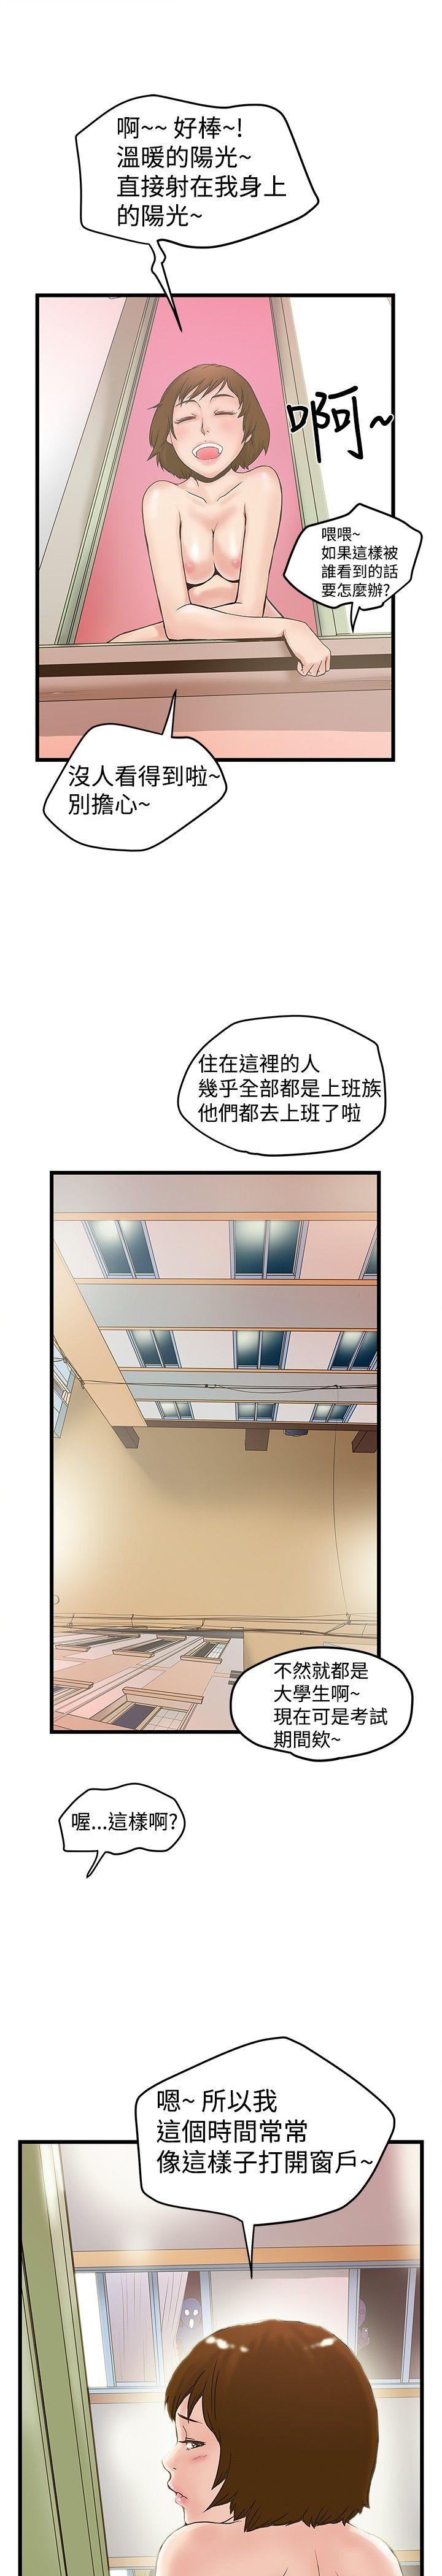 啊~~ 好棒~!
溫暖的陽光~
直接射在我身上
的陽光~
啊~
喂喂~
如果這樣被
誰看到的話
要怎麼辦?
沒人看得到啦~
別擔心~
住在這裡的人
幾乎全部都是上班族
他們都去上班了啦
不然就都是
大學生啊~
現在可是考試
期間欸~
喔...這樣啊?
嗯~ 所以我
這個時間常常
像這樣子打開窗戶~